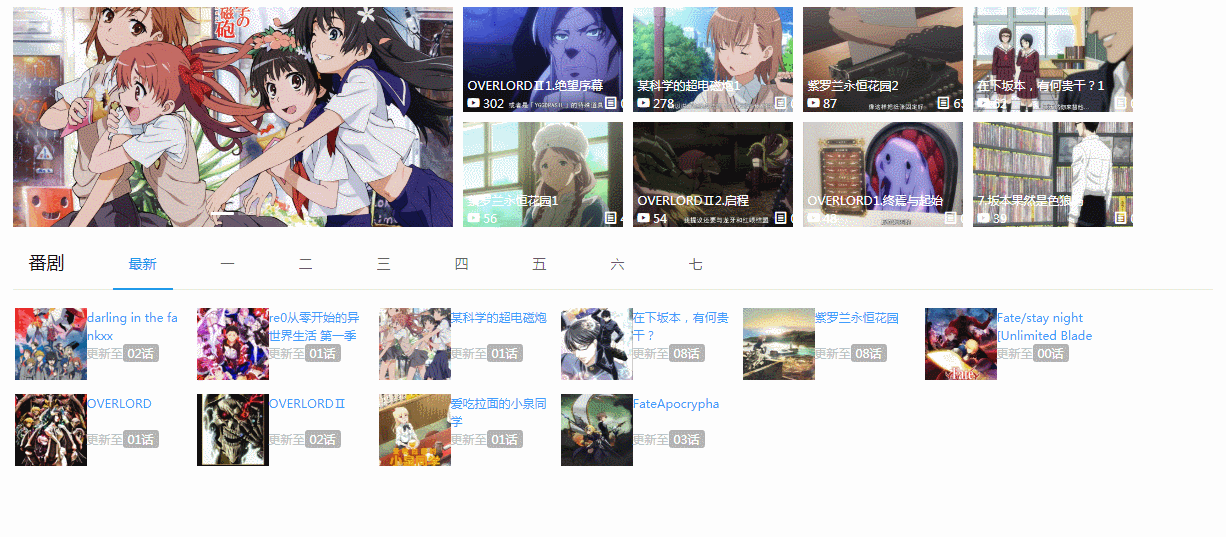 子の
磁砲
OVERLORDⅡ1.绝望序幕
302
某科学的超电磁炮1
278
紫罗兰永恒花园2
87
在下坂本，有何贵干？1
62
紫罗兰永恒花园1
56
OVERLORDⅡ2.启程
54
OVERLORD1.终焉与起始
48
7.坂本果然是色狼吗
39
番剧
最新
一
二
三
四
五
六
七
darling in the fa
nkxx
更新至02话
re0从零开始的异
世界生活 第一季
更新至01话
某科学的超电磁炮
更新至01话
在下坂本，有何贵
干？
更新至08话
紫罗兰永恒花园
更新至08话
Fate/stay night
[Unlimited Blade
更新至00话
OVERLORD
更新至01话
OVERLORDⅡ
更新至02话
爱吃拉面的小泉同
学
更新至01话
FateApocrypha
更新至03话